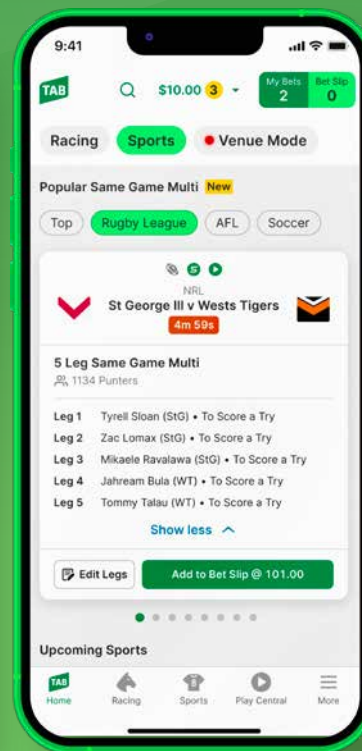 9:41
TAB
$10.00 3
My Bets
2
Bet Slip
0
Racing
Sports
Venue Mode
Popular Same Game Multi New
Top
Rugby League
AFL
Soccer
NRL
St George Ill v Wests Tigers
4m 59s
5 Leg Same Game Multi
1134 Punters
Leg 1 Tyrell Sloan (StG) • To Score a Try
Leg 2 Zac Lomax (StG) • To Score a Try
Leg 3 Mikaele Ravalawa (StG) • To Score a Try
Leg 4 Jahream Bula (WT) • To Score a Try
Leg 5 Tommy Talau (WT) • To Score a Try
Show less
Edit Legs
Add to Bet Slip @ 101.00
Upcoming Sports
TAB
Home
Racing
Sports
Play Central
More